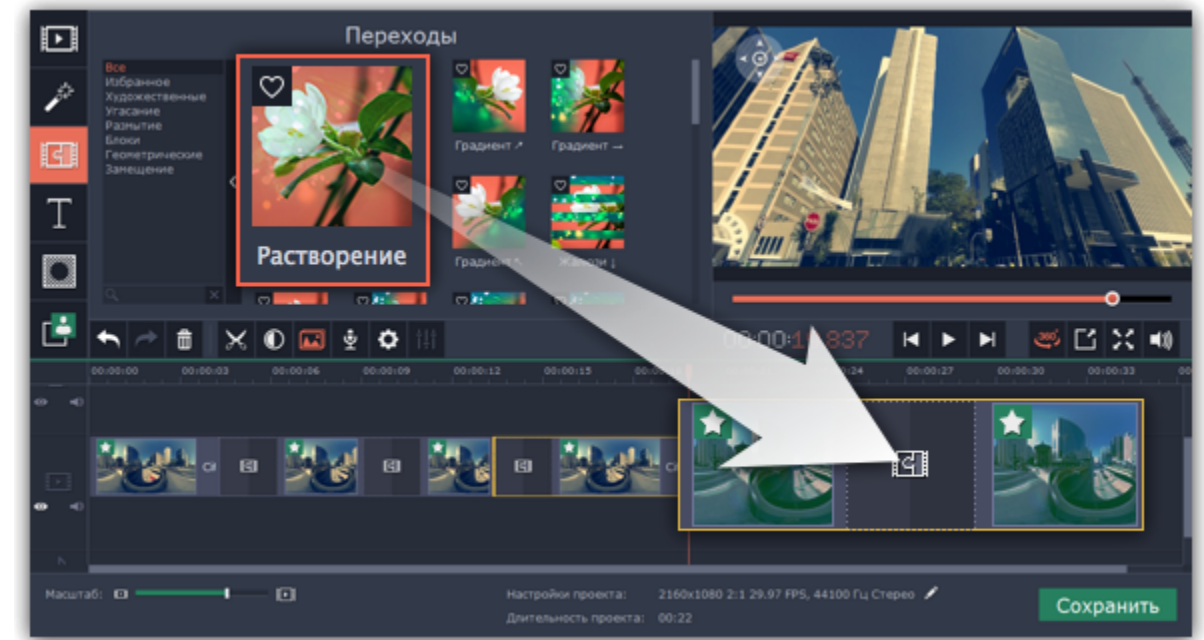 Переходы
Все
Избранное
Художественные
Угасание
Размытие
Блоки
Геометрические
Замещение
Растворение
Градиент ↗
Градиент →
Градиент ↖
Жалюзи ↓
T
00:00
837
360°
00:00:00
00:00:03
00:00:06
00:00:09
00:00:12
00:00:15
00:00:27
00:00:30
00:00:33
Масштаб:
Настройки проекта: 2160x1080 2:1 29.97 FPS, 44100 Гц Стерео
Длительность проекта: 00:22
Сохранить